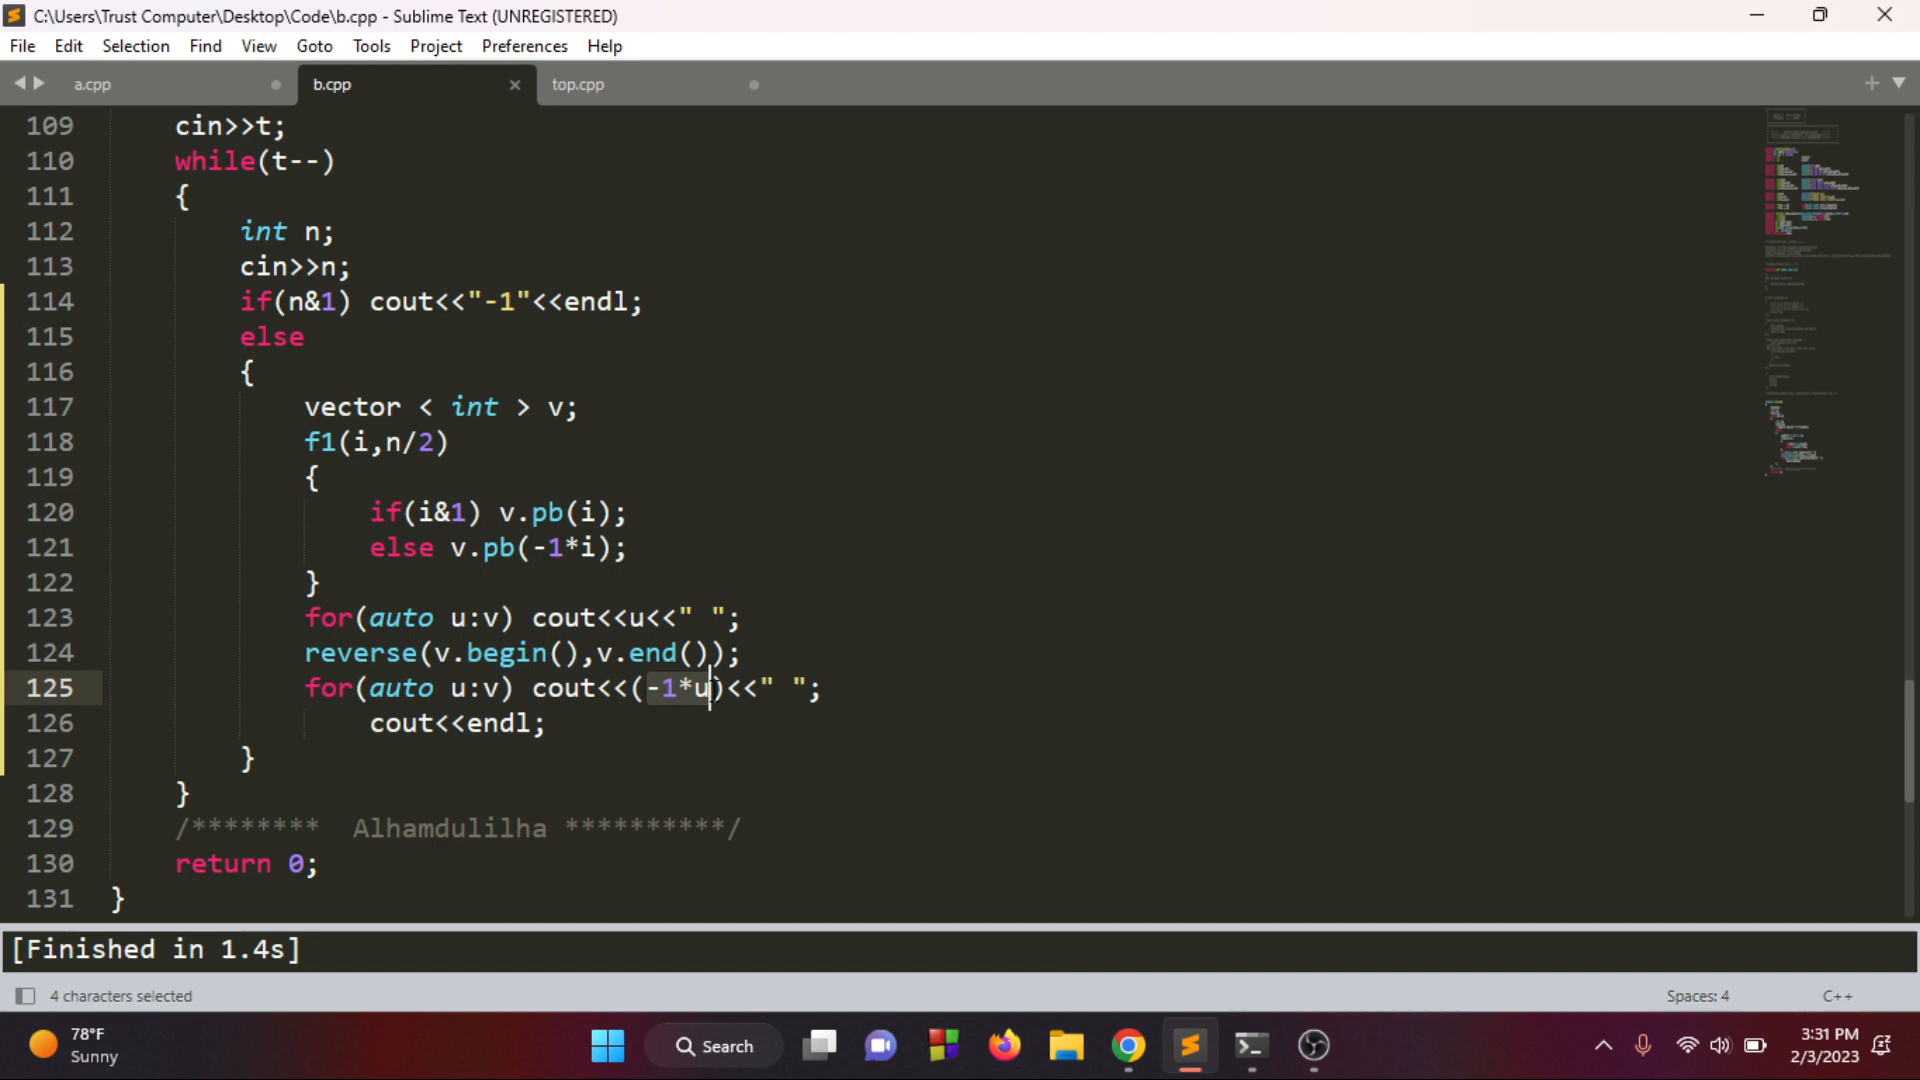 C:\Users\Trust Computer\Desktop\Code\b.cpp - Sublime Text (UNREGISTERED)
File Edit Selection Find View Goto Tools Project Preferences Help
a.cpp b.cpp top.cpp
109 cin>>t;
110 while(t--)
111 {
112 int n;
113 cin>>n;
114 if(n&1) cout<<"-1"<<endl;
115 else
116 {
117 vector < int > v;
118 f1(i,n/2)
119 {
120 if(i&1) v.pb(i);
121 else v.pb(-1*i);
122 }
123 for(auto u:v) cout<<u<<" ";
124 reverse(v.begin(),v.end());
125 for(auto u:v) cout<<(-1*u)<<" ";
126 cout<<endl;
127 }
128 }
129 /******** Alhamdulilha **********/
130 return 0;
131 }
[Finished in 1.4s]
4 characters selected Spaces: 4 C++
78°F
Sunny
Search
3:31 PM
2/3/2023